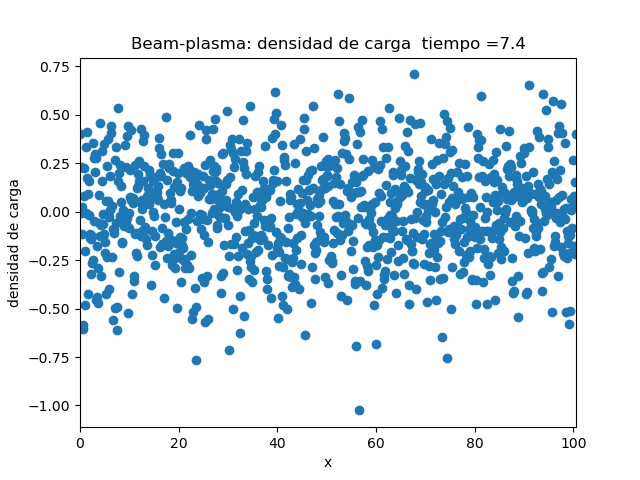 Beam-plasma: densidad de carga  tiempo =7.4
densidad de carga
0.75
0.50
0.25
0.00
−0.25
−0.50
−0.75
−1.00
0 20 40 60 80 100
x